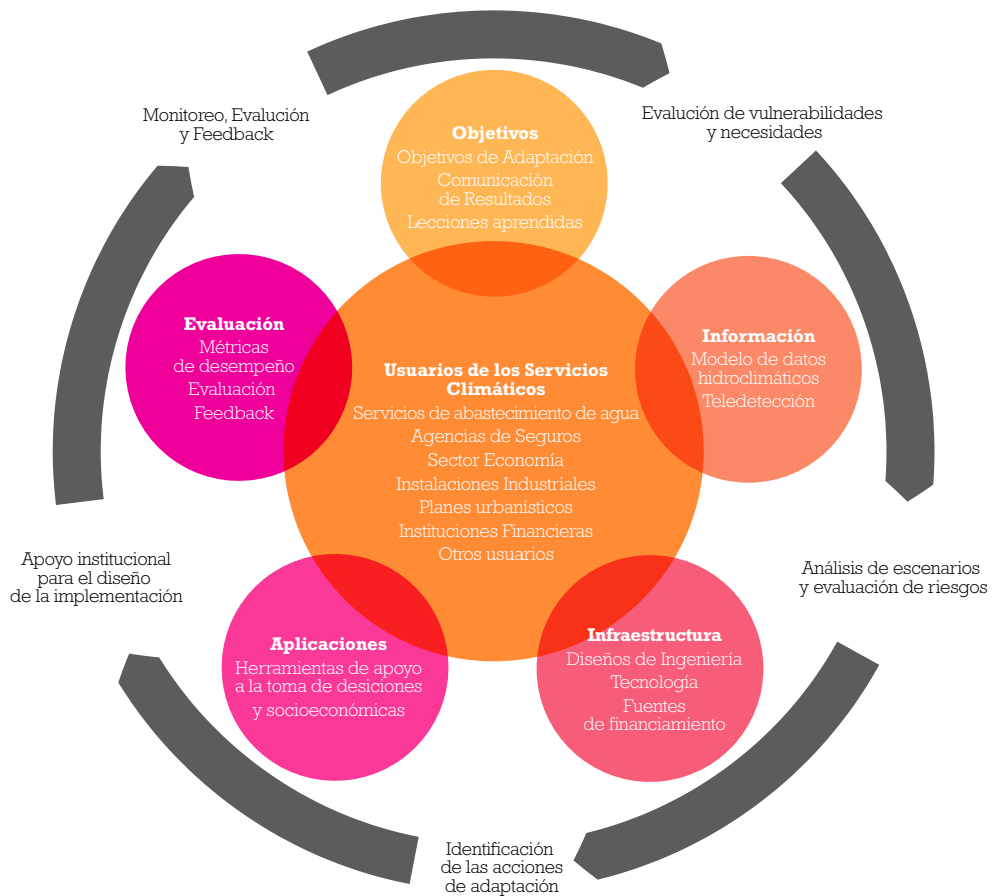 Monitoreo, Evalución
y Feedback
Evalución de vulnerabilidades
y necesidades
Objetivos
Objetivos de Adaptación
Comunicación
de Resultados
Lecciones aprendidas
Evaluación
Métricas
de desempeño
Evaluación
Feedback
Usuarios de los Servicios
Climáticos
Servicios de abastecimiento de agua
Agencias de Seguros
Sector Economía
Instalaciones Industriales
Planes urbanísticos
Instituciones Financieras
Otros usuarios
Información
Modelo de datos
hidroclimáticos
Teledetección
Apoyo institucional
para el diseño
de la implementación
Análisis de escenarios
y evaluación de riesgos
Aplicaciones
Herramientas de apoyo
a la toma de desiciones
y socioeconómicas
Infraestructura
Diseños de Ingeniería
Tecnología
Fuentes
de financiamiento
Identificación
de las acciones
de adaptación